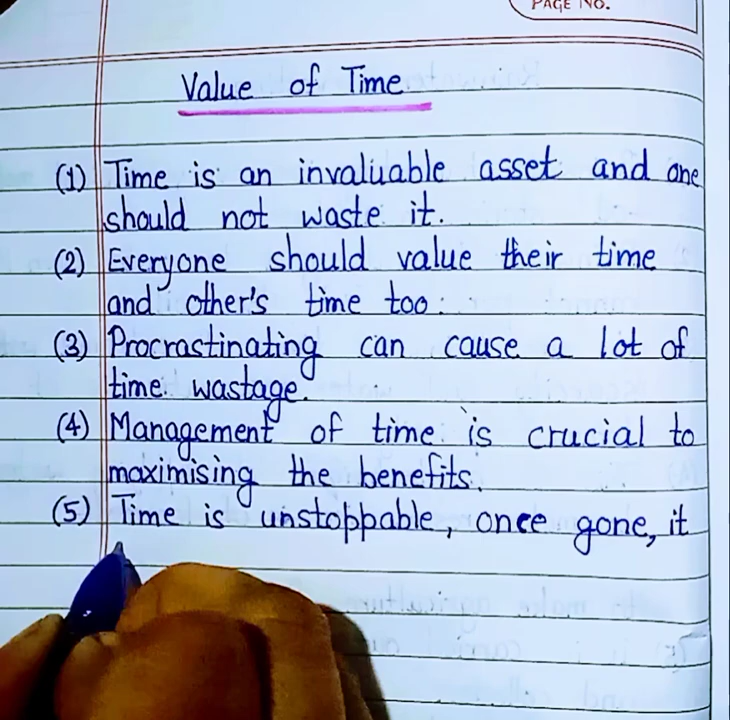 PAGE NO.
Value of Time
(1) Time is an invaluable asset and one
should not waste it.
(2) Everyone should value their time
and other's time too.
(3) Procrastinating can cause a lot of
time wastage.
(4) Management of time is crucial to
maximising the benefits.
(5) Time is unstoppable, once gone, it